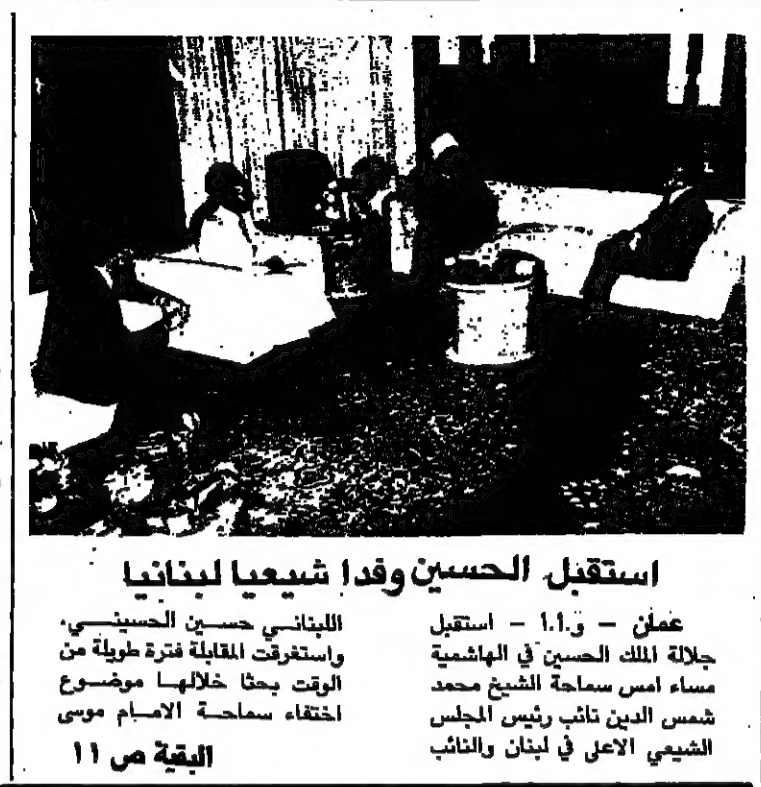 استقبل الحسين وفدا شيعيا لبنانيا
عمان – و.ا.ا – استقبل
جلالة الملك الحسين في الهاشمية
مساء امس سماحة الشيخ محمد
شمس الدين نائب رئيس المجلس
الشيعي الاعلى في لبنان والنائب
اللبناني حسين الحسيني.
واستغرقت المقابلة فترة طويلة من
الوقت بحثا خلالها موضوع
اختفاء سماحة الامام موسى
البقية ص ١١